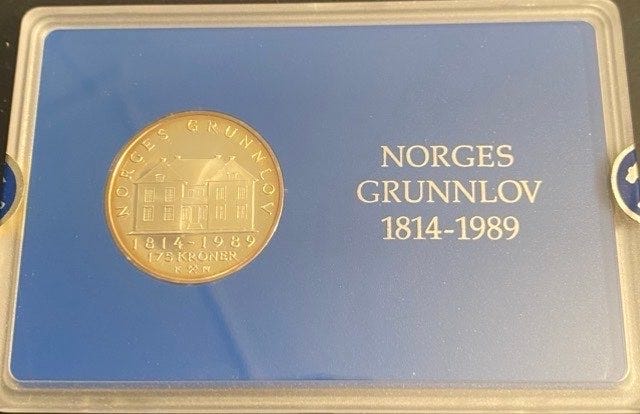 NORGES GRUNNLOV
1814-1989
175 KRONER
K N
NORGES
GRUNNLOV
1814-1989